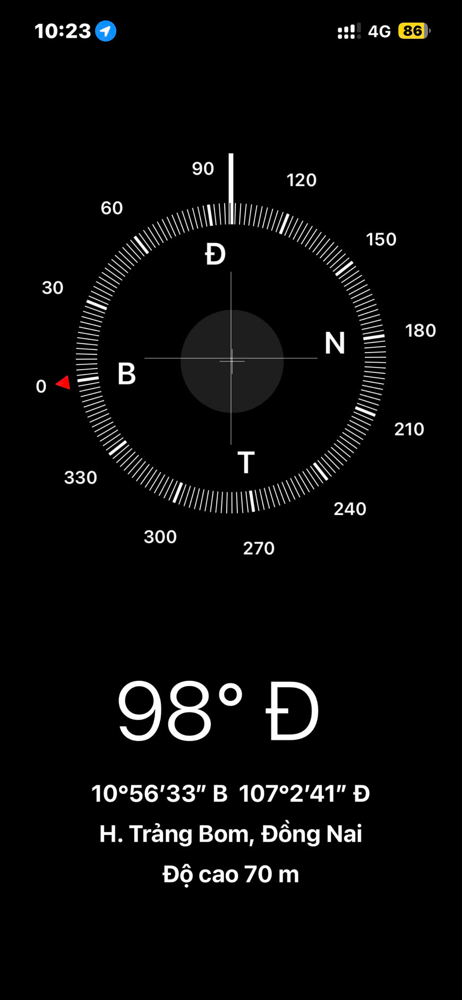 10:23 4G 86
90
120
60
150
30
180
0
210
330
240
300
270
Đ
N
B
T
98° Đ
10°56′33″ B 107°2′41″ Đ
H. Trảng Bom, Đồng Nai
Độ cao 70 m